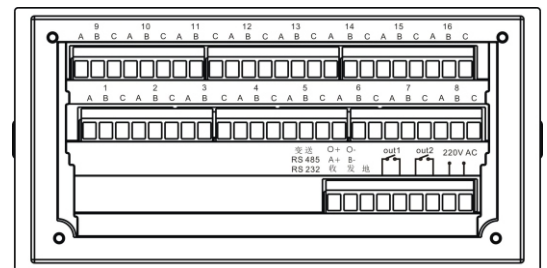 9 10 11 12 13 14 15 16
A B C A B C A B C A B C A B C A B C A B C A B C
1 2 3 4 5 6 7 8
A B C A B C A B C A B C A B C A B C A B C A B C
变送 O+ O-
RS 485 A+ B- out1 out2 220V AC
RS 232 收 发 地